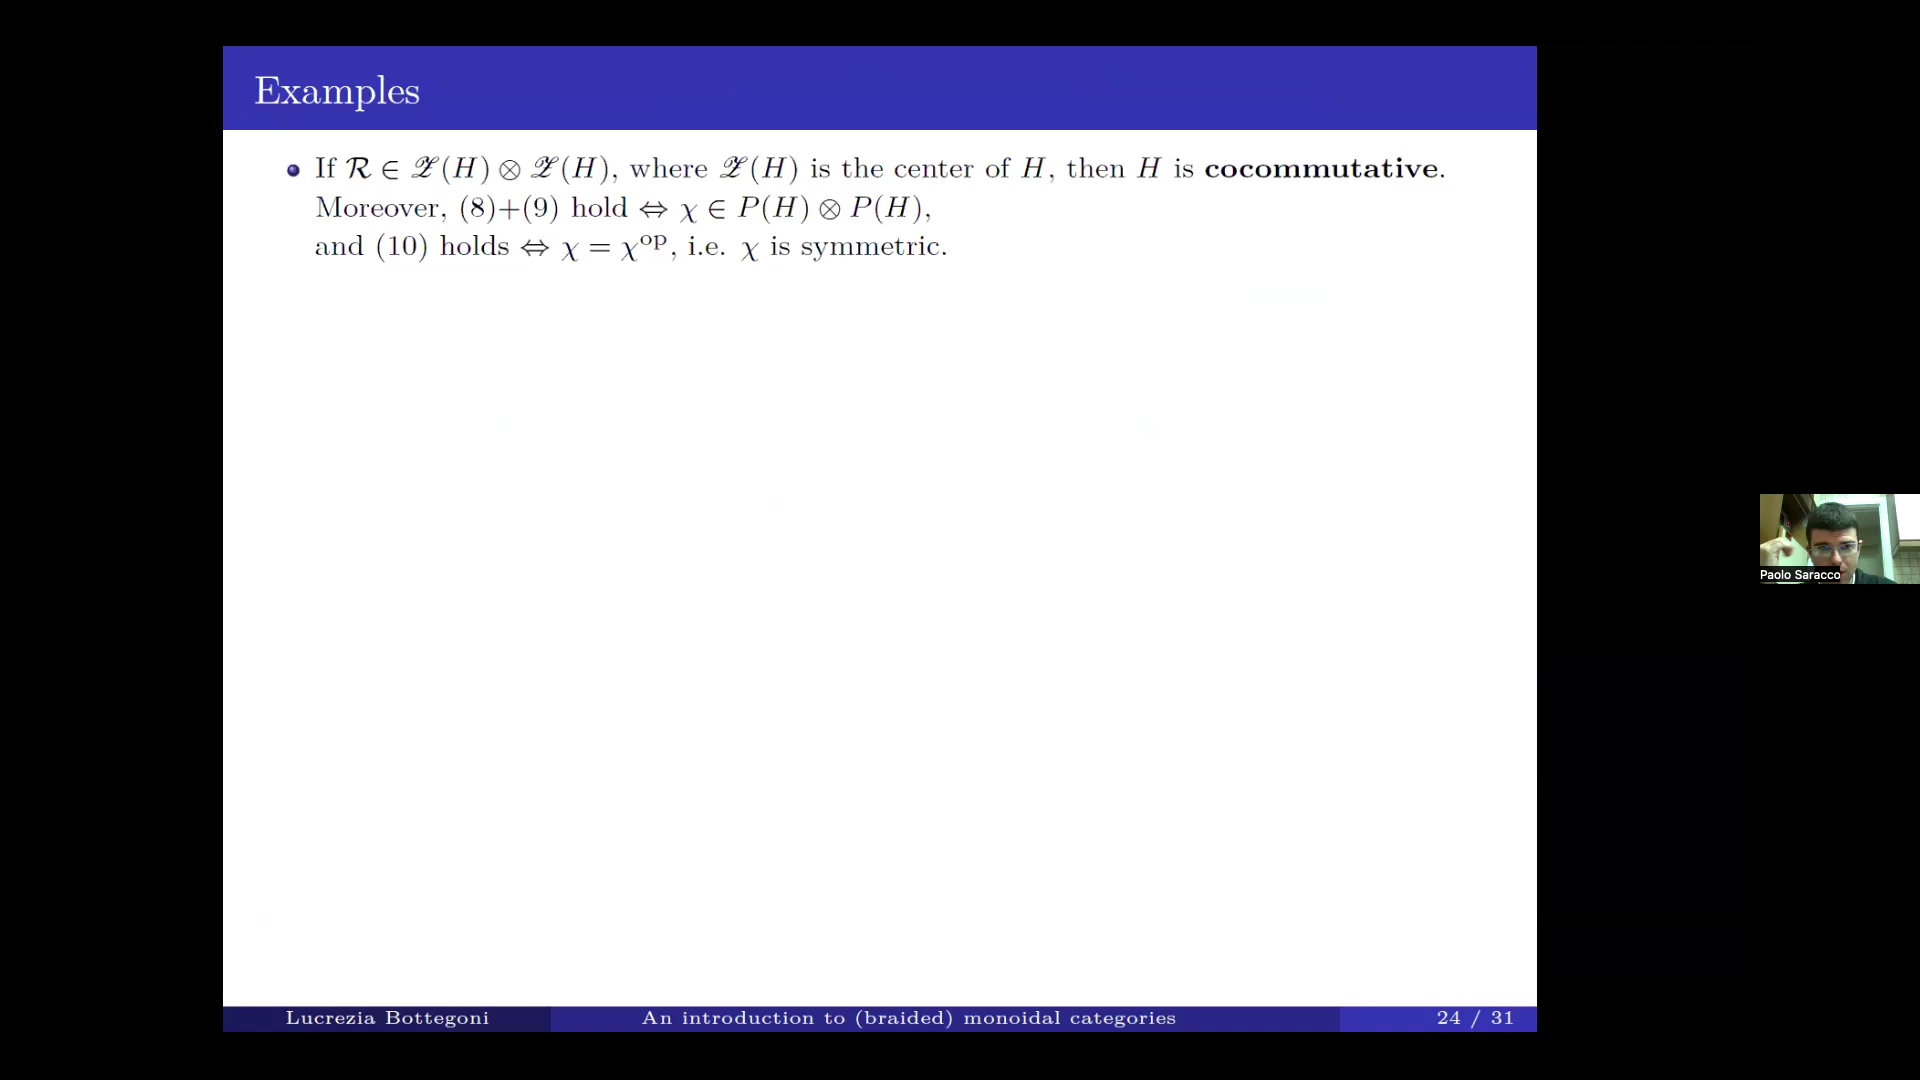 Examples
If ℛ ∈ 𝒵(H) ⊗ 𝒵(H), where 𝒵(H) is the center of H, then H is cocommutative.
Moreover, (8)+(9) hold ⇔ χ ∈ P(H) ⊗ P(H),
and (10) holds ⇔ χ = χ^op, i.e. χ is symmetric.
Paolo Saracco
Lucrezia Bottegoni An introduction to (braided) monoidal categories 24 / 31